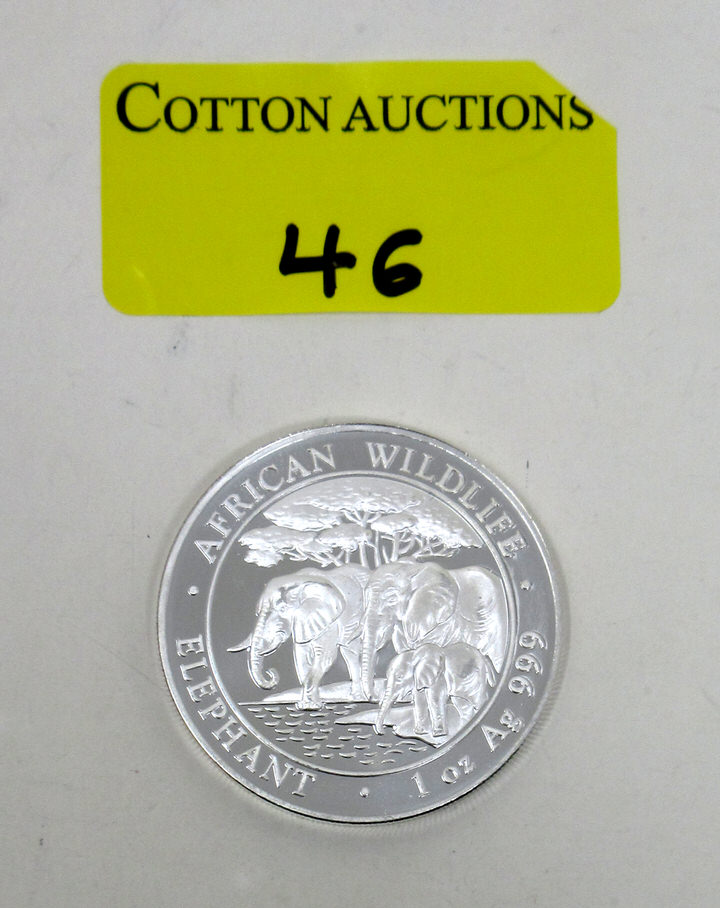 COTTON AUCTIONS
46
AFRICAN WILDLIFE
ELEPHANT
1 oz Ag 999